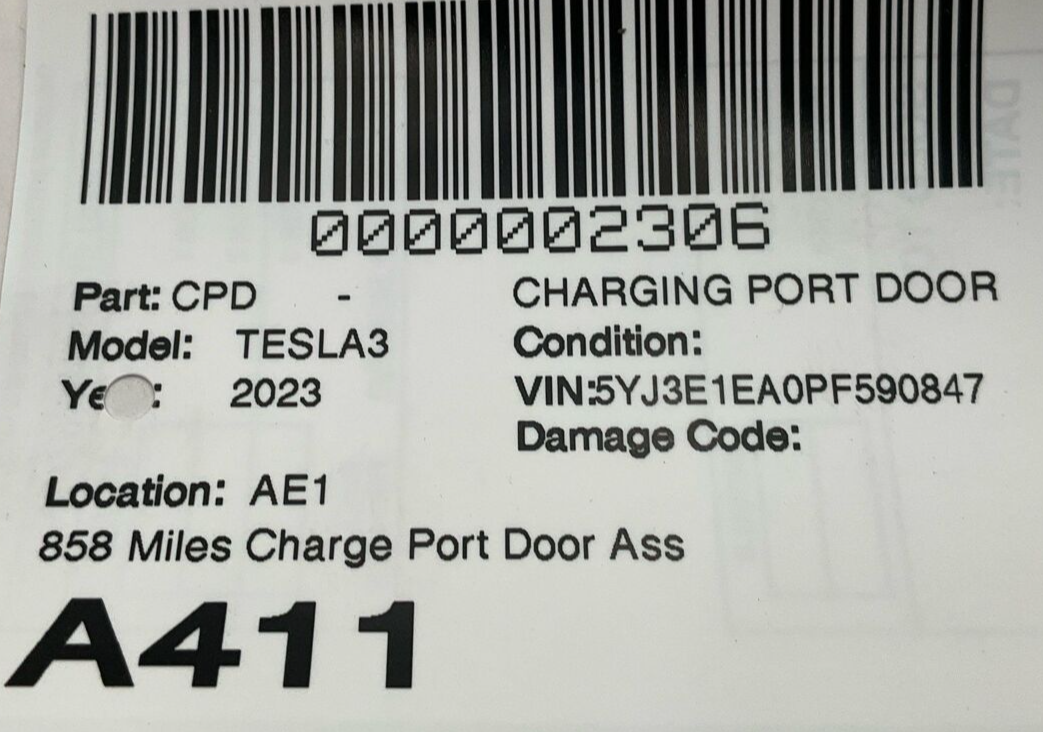 0000002306
Part: CPD - CHARGING PORT DOOR
Model: TESLA3 Condition:
2023 VIN:5YJ3E1EA0PF590847
Damage Code:
Location: AE1
858 Miles Charge Port Door Ass
A411